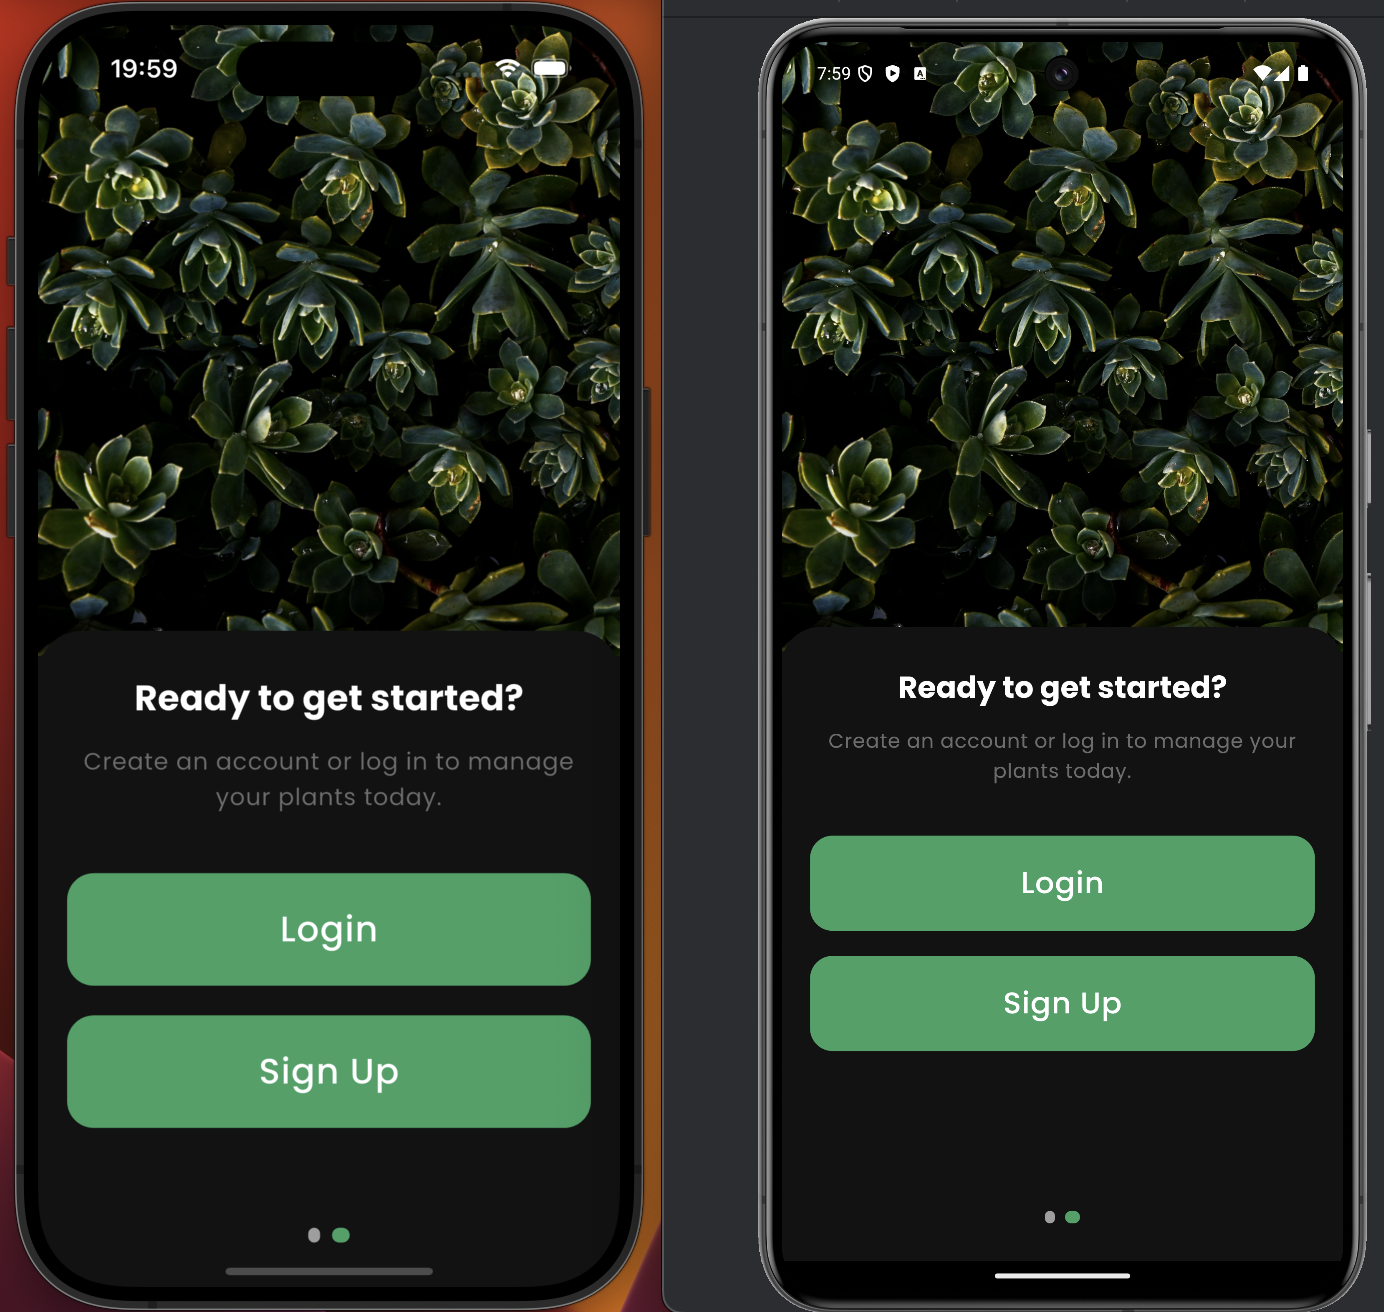 19:59
Ready to get started?
Create an account or log in to manage
your plants today.
Login
Sign Up
7:59
A
Ready to get started?
Create an account or log in to manage your
plants today.
Login
Sign Up